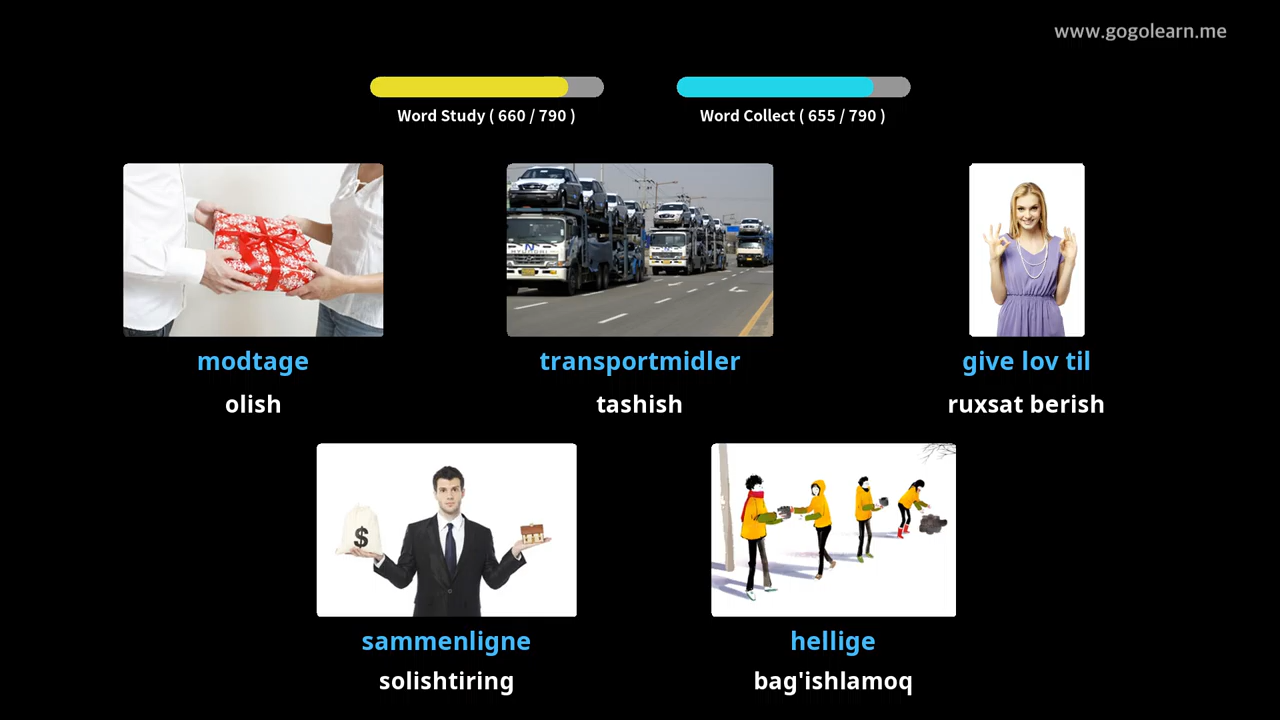 www.gogolearn.me
Word Study ( 660 / 790 )
Word Collect ( 655 / 790 )
modtage
transportmidler
give lov til
olish
tashish
ruxsat berish
$
sammenligne
hellige
solishtiring
bag'ishlamoq